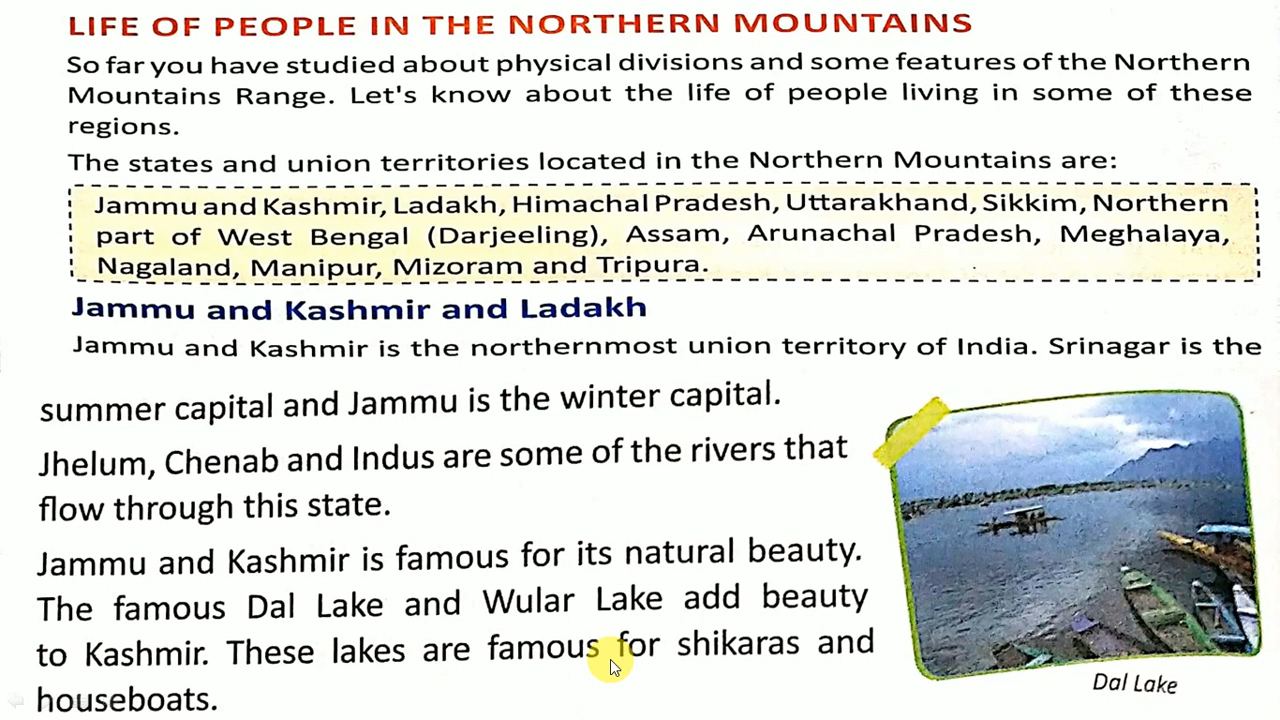 LIFE OF PEOPLE IN THE NORTHERN MOUNTAINS
So far you have studied about physical divisions and some features of the Northern
Mountains Range. Let's know about the life of people living in some of these
regions.
The states and union territories located in the Northern Mountains are:
Jammu and Kashmir, Ladakh, Himachal Pradesh, Uttarakhand, Sikkim, Northern
part of West Bengal (Darjeeling), Assam, Arunachal Pradesh, Meghalaya,
Nagaland, Manipur, Mizoram and Tripura.
Jammu and Kashmir and Ladakh
Jammu and Kashmir is the northernmost union territory of India. Srinagar is the
summer capital and Jammu is the winter capital.
Jhelum, Chenab and Indus are some of the rivers that
flow through this state.
Jammu and Kashmir is famous for its natural beauty.
The famous Dal Lake and Wular Lake add beauty
to Kashmir. These lakes are famous for shikaras and
houseboats.
Dal Lake